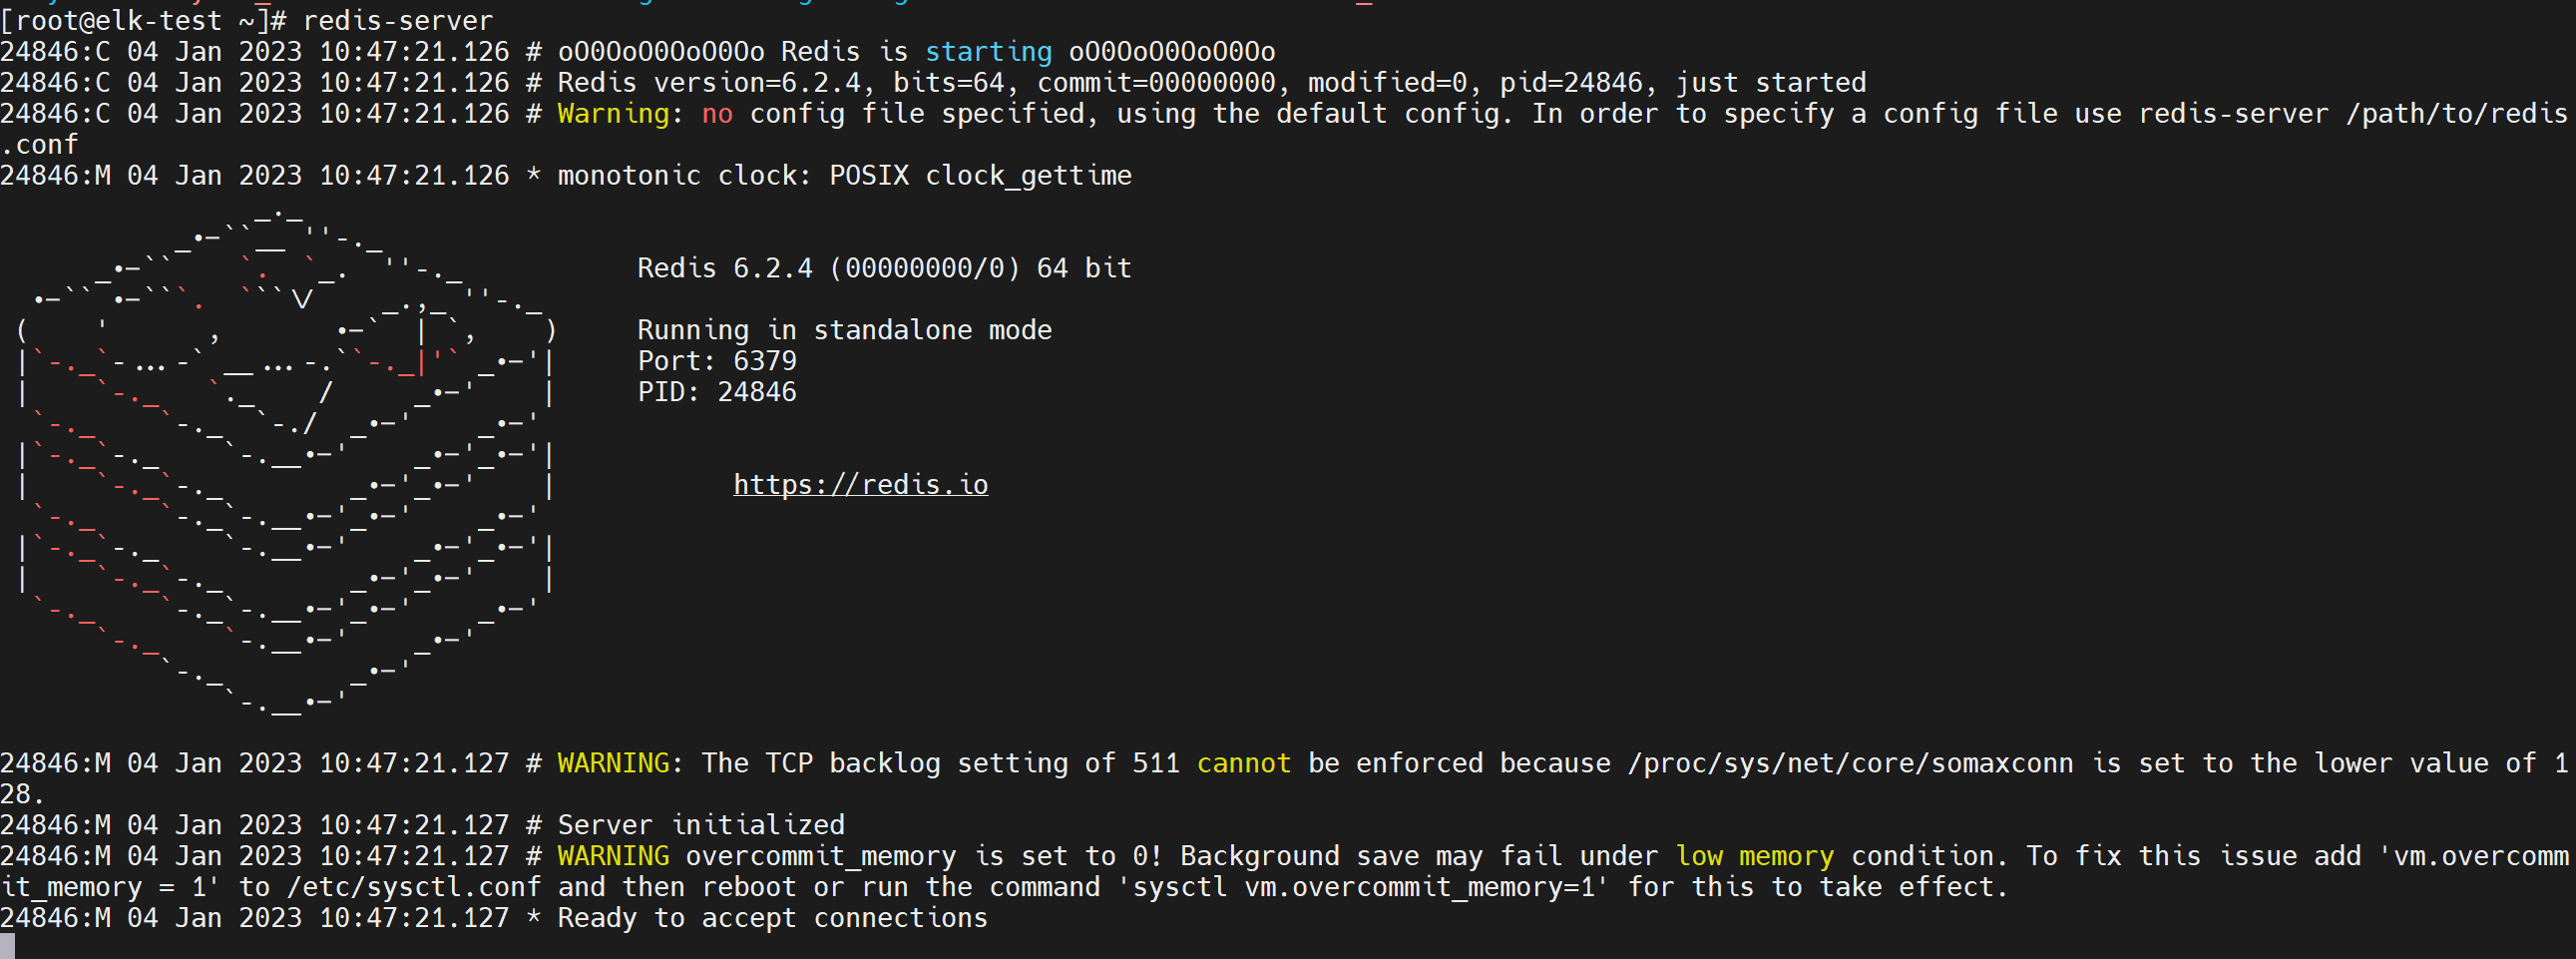 [root@elk-test ~]# redis-server
24846:C 04 Jan 2023 10:47:21.126 # oO0OoO0OoO0Oo Redis is starting oO0OoO0OoO0Oo
24846:C 04 Jan 2023 10:47:21.126 # Redis version=6.2.4, bits=64, commit=00000000, modified=0, pid=24846, just started
24846:C 04 Jan 2023 10:47:21.126 # Warning: no config file specified, using the default config. In order to specify a config file use redis-server /path/to/redis
.conf
24846:M 04 Jan 2023 10:47:21.126 * monotonic clock: POSIX clock_gettime
Redis 6.2.4 (00000000/0) 64 bit
Running in standalone mode
Port: 6379
PID: 24846
https://redis.io
24846:M 04 Jan 2023 10:47:21.127 # WARNING: The TCP backlog setting of 511 cannot be enforced because /proc/sys/net/core/somaxconn is set to the lower value of 1
28.
24846:M 04 Jan 2023 10:47:21.127 # Server initialized
24846:M 04 Jan 2023 10:47:21.127 # WARNING overcommit_memory is set to 0! Background save may fail under low memory condition. To fix this issue add 'vm.overcomm
it_memory = 1' to /etc/sysctl.conf and then reboot or run the command 'sysctl vm.overcommit_memory=1' for this to take effect.
24846:M 04 Jan 2023 10:47:21.127 * Ready to accept connections